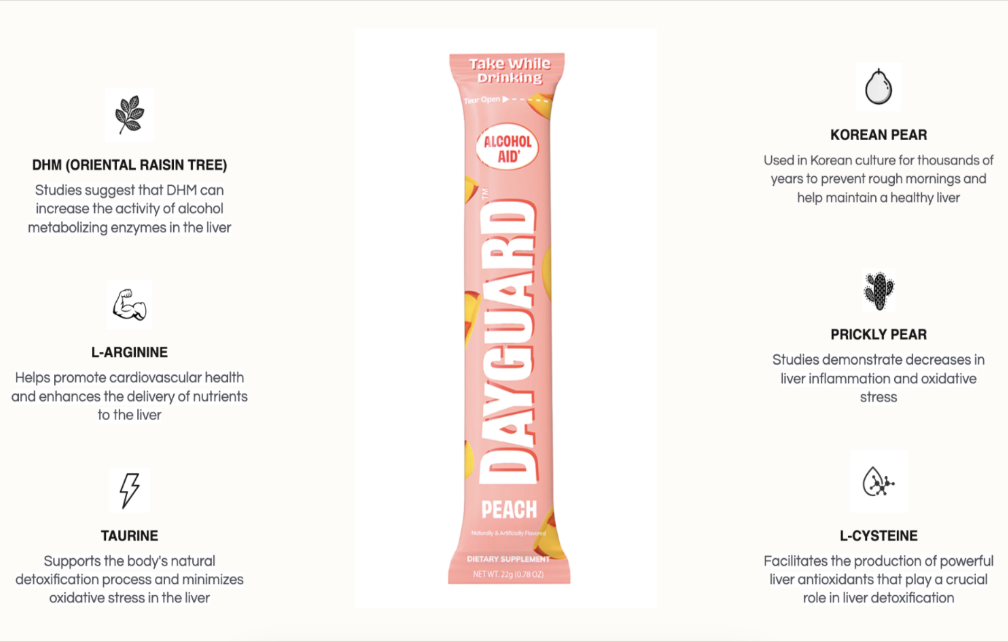 DHM (ORIENTAL RAISIN TREE)
Studies suggest that DHM can
increase the activity of alcohol
metabolizing enzymes in the liver
L-ARGININE
Helps promote cardiovascular health
and enhances the delivery of nutrients
to the liver
TAURINE
Supports the body's natural
detoxification process and minimizes
oxidative stress in the liver
Take While
Drinking
Tear Open
ALCOHOL
AID
DAYGUARD™
PEACH
Naturally & Artificially Flavored
DIETARY SUPPLEMENT
NET WT. 22g (0.78 OZ)
KOREAN PEAR
Used in Korean culture for thousands of
years to prevent rough mornings and
help maintain a healthy liver
PRICKLY PEAR
Studies demonstrate decreases in
liver inflammation and oxidative
stress
L-CYSTEINE
Facilitates the production of powerful
liver antioxidants that play a crucial
role in liver detoxification